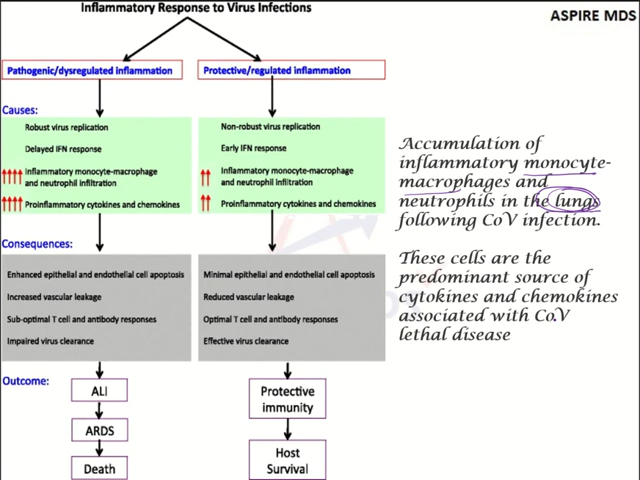 Inflammatory Response to Virus Infections
ASPIRE MDS
Pathogenic/dysregulated inflammation
Protective/regulated inflammation
Causes:
Robust virus replication
Delayed IFN response
Inflammatory monocyte-macrophage
and neutrophil infiltration
Proinflammatory cytokines and chemokines
Non-robust virus replication
Early IFN response
Inflammatory monocyte-macrophage
and neutrophil infiltration
Proinflammatory cytokines and chemokines
Consequences:
Enhanced epithelial and endothelial cell apoptosis
Increased vascular leakage
Sub-optimal T cell and antibody responses
Impaired virus clearance
Minimal epithelial and endothelial cell apoptosis
Reduced vascular leakage
Optimal T cell and antibody responses
Effective virus clearance
Outcome:
ALI
ARDS
Death
Protective
immunity
Host
Survival
Accumulation of
inflammatory monocyte-
macrophages and
neutrophils in the lungs
following CoV infection.
These cells are the
predominant source of
cytokines and chemokines
associated with CoV
lethal disease